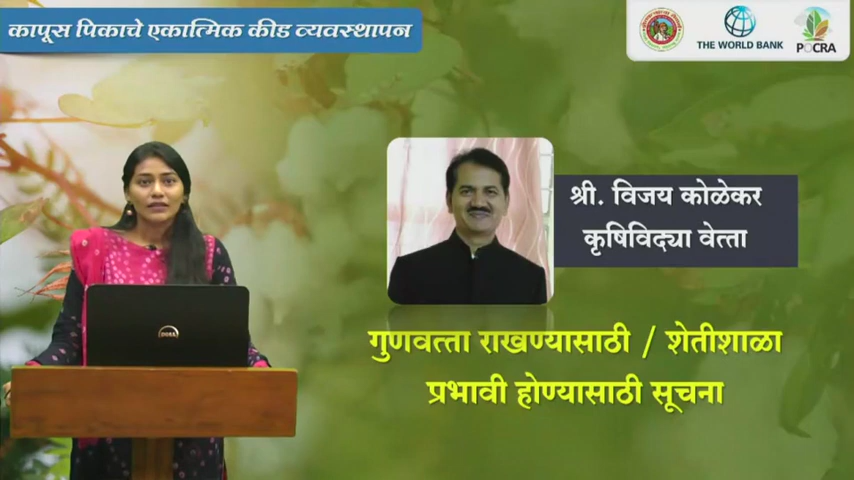 कापूस पिकाचे एकात्मिक कीड व्यवस्थापन
THE WORLD BANK
POCRA
श्री. विजय कोळेकर
कृषिविद्या वेत्ता
गुणवत्ता राखण्यासाठी / शेतीशाळा
प्रभावी होण्यासाठी सूचना
DELL